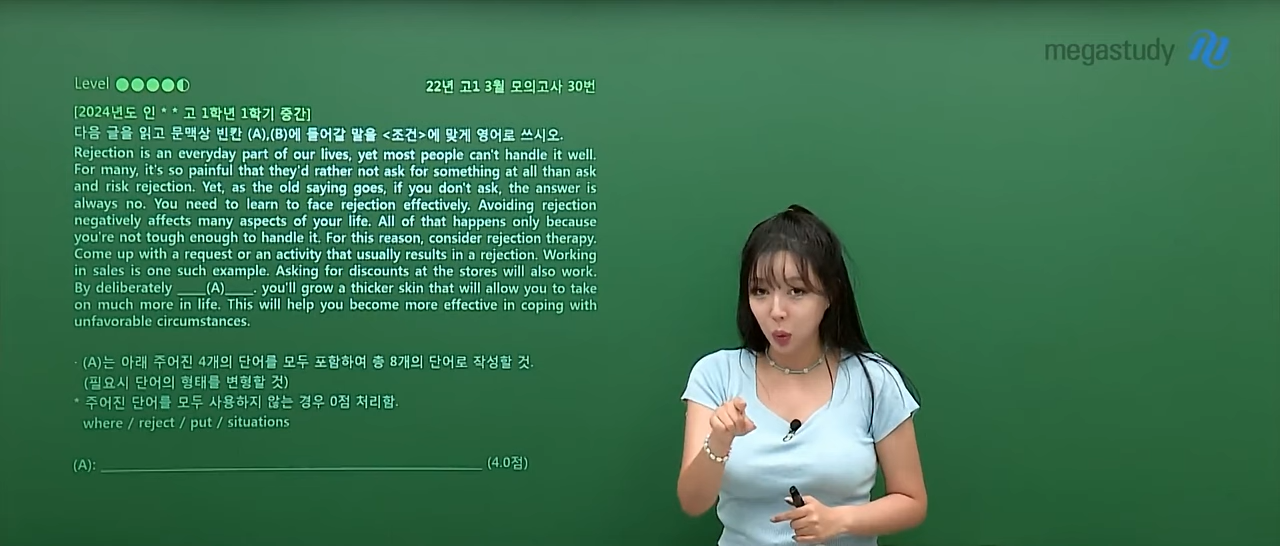 megastudy
Level
22년 고1 3월 모의고사 30번
[2024년도 인 * * 고 1학년 1학기 중간]
다음 글을 읽고 문맥상 빈칸 (A),(B)에 들어갈 말을 <조건>에 맞게 영어로 쓰시오.
Rejection is an everyday part of our lives, yet most people can't handle it well.
For many, it's so painful that they'd rather not ask for something at all than ask
and risk rejection. Yet, as the old saying goes, if you don't ask, the answer is
always no. You need to learn to face rejection effectively. Avoiding rejection
negatively affects many aspects of your life. All of that happens only because
you're not tough enough to handle it. For this reason, consider rejection therapy.
Come up with a request or an activity that usually results in a rejection. Working
in sales is one such example. Asking for discounts at the stores will also work.
By deliberately ____(A)____. you'll grow a thicker skin that will allow you to take
on much more in life. This will help you become more effective in coping with
unfavorable circumstances.
· (A)는 아래 주어진 4개의 단어를 모두 포함하여 총 8개의 단어로 작성할 것.
(필요시 단어의 형태를 변형할 것)
* 주어진 단어를 모두 사용하지 않는 경우 0점 처리함.
where / reject / put / situations
(A): ________________________________________ (4.0점)